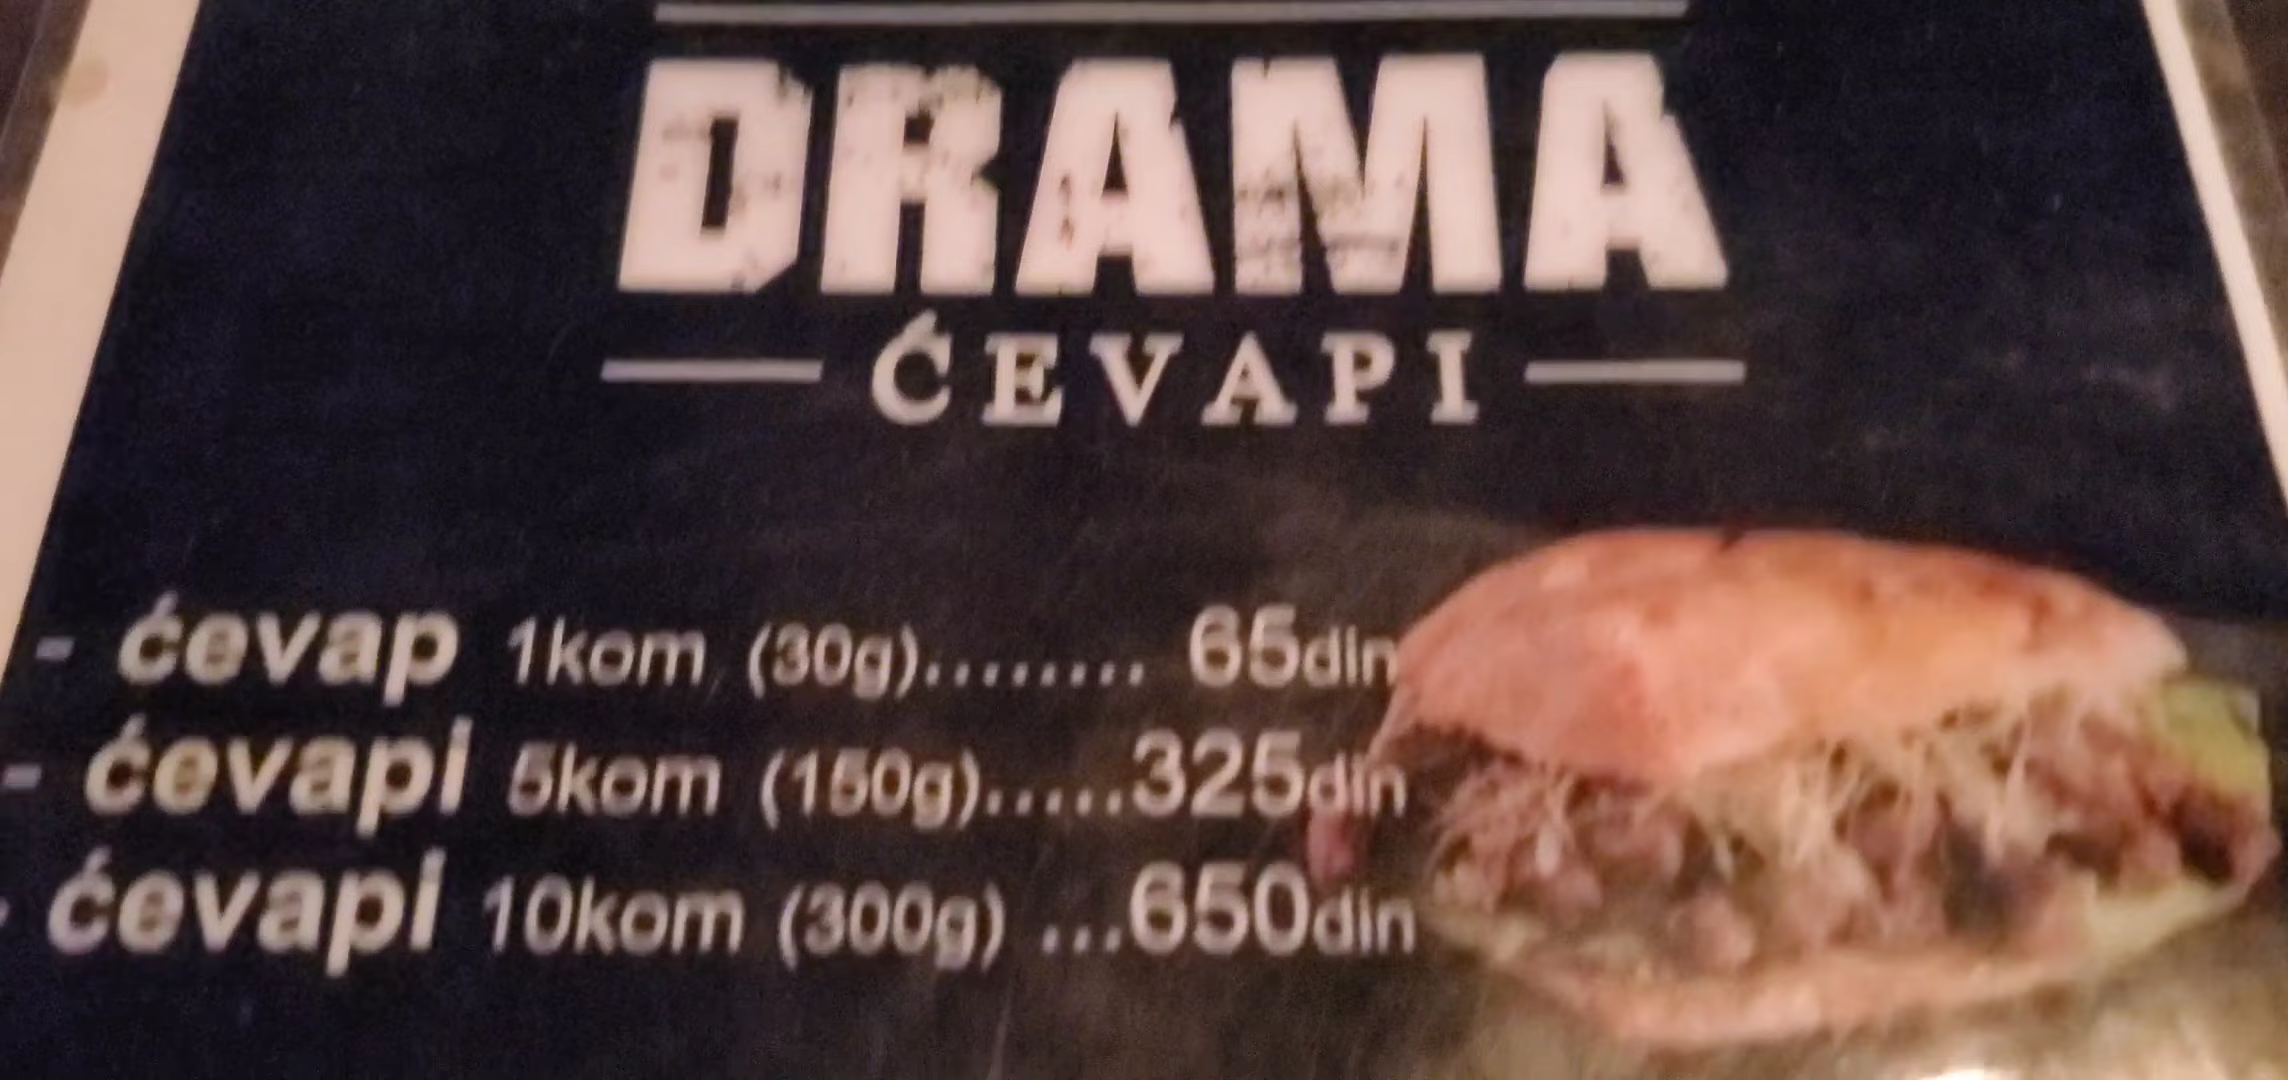 DRAMA
ĆEVAPI
- ćevap 1kom (30g)........ 65din
- ćevapi 5kom (150g).....325din
- ćevapi 10kom (300g) ...650din